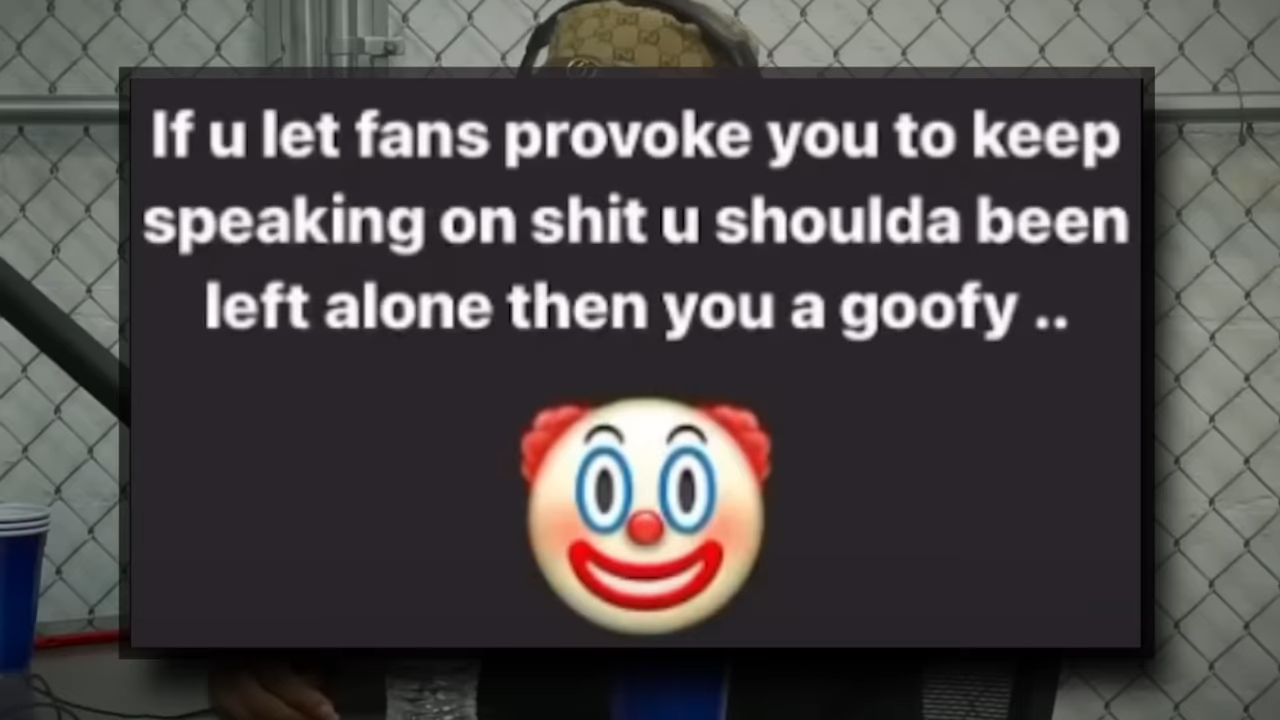 If u let fans provoke you to keep
speaking on shit u shoulda been
left alone then you a goofy ..